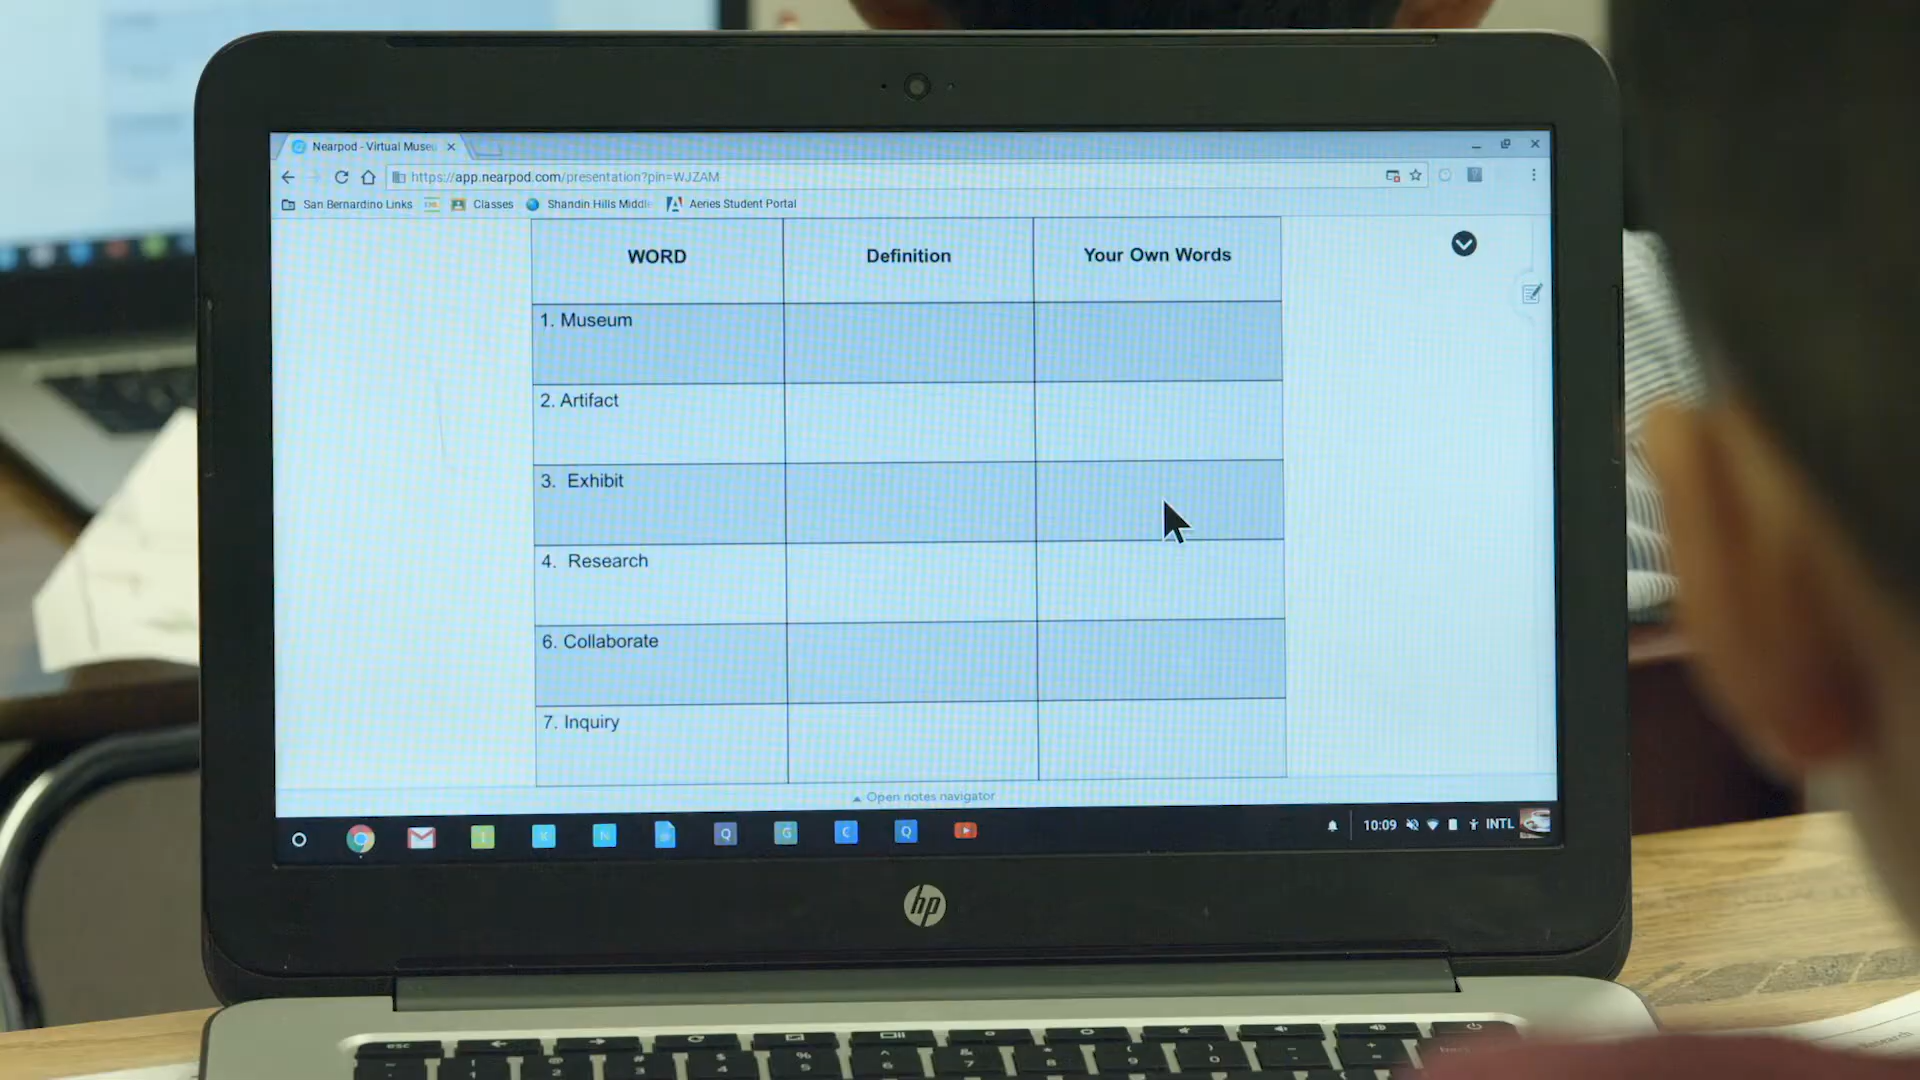 Nearpod - Virtual Museu
https://app.nearpod.com/presentation?pin=WJZAM
San Bernardino Links Classes Shandin Hills Middle Aeries Student Portal
WORD Definition Your Own Words
1. Museum
2. Artifact
3. Exhibit
4. Research
6. Collaborate
7. Inquiry
Open notes navigator
10:09 INTL
hp
esc